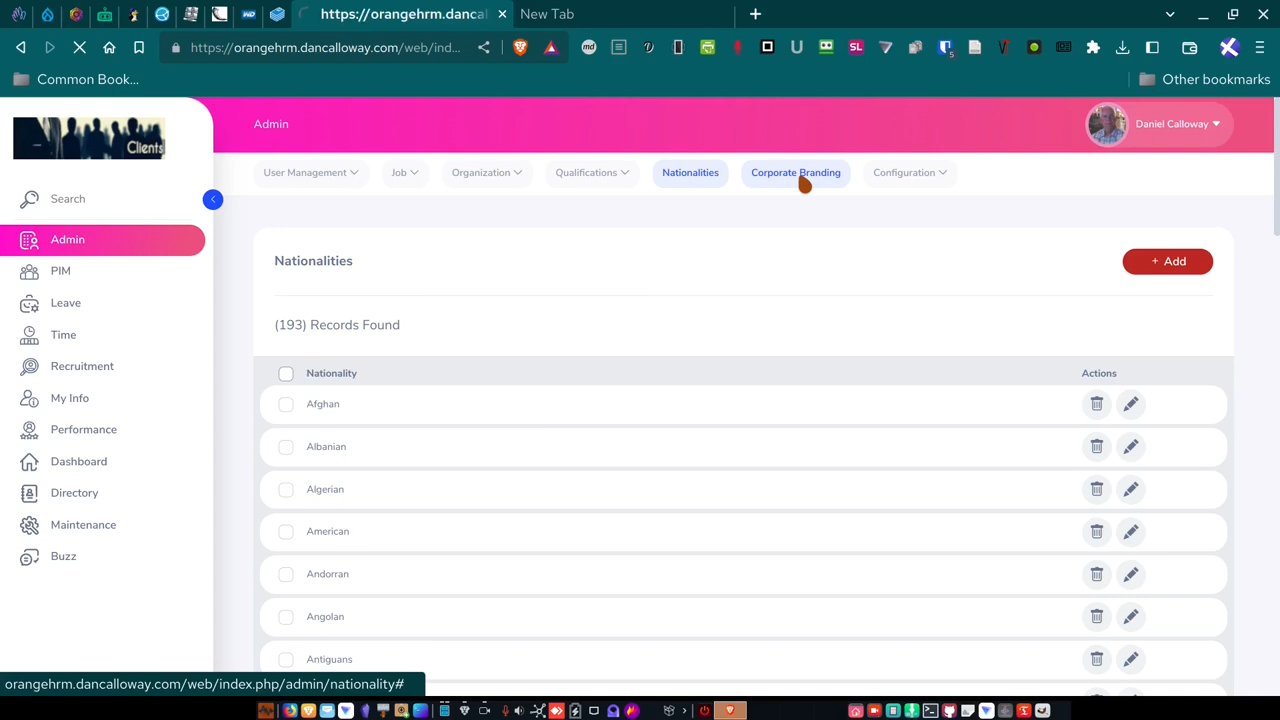 https://orangehrm.dancal
New Tab
https://orangehrm.dancalloway.com/web/ind...
Common Book...
Other bookmarks
Clients
Admin
Daniel Calloway
User Management
Job
Organization
Qualifications
Nationalities
Corporate Branding
Configuration
Search
Admin
PIM
Leave
Time
Recruitment
My Info
Performance
Dashboard
Directory
Maintenance
Buzz
Nationalities
+ Add
(193) Records Found
Nationality
Actions
Afghan
Albanian
Algerian
American
Andorran
Angolan
Antiguans
orangehrm.dancalloway.com/web/index.php/admin/nationality#